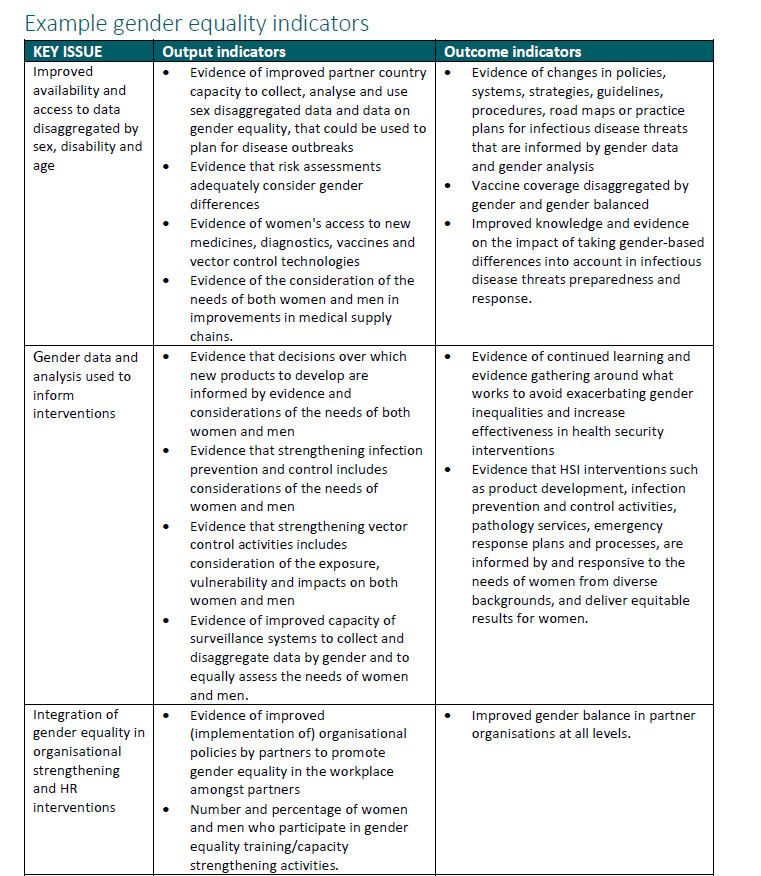 Example gender equality indicators
KEY ISSUE
Output indicators
Outcome indicators
Improved
availability and
access to data
disaggregated by
sex, disability and
age
• Evidence of improved partner country
capacity to collect, analyse and use
sex disaggregated data and data on
gender equality, that could be used to
plan for disease outbreaks
• Evidence that risk assessments
adequately consider gender
differences
• Evidence of women's access to new
medicines, diagnostics, vaccines and
vector control technologies
• Evidence of the consideration of the
needs of both women and men in
improvements in medical supply
chains.
• Evidence of changes in policies,
systems, strategies, guidelines,
procedures, road maps or practice
plans for infectious disease threats
that are informed by gender data
and gender analysis
• Vaccine coverage disaggregated by
gender and gender balanced
• Improved knowledge and evidence
on the impact of taking gender-based
differences into account in infectious
disease threats preparedness and
response.
Gender data and
analysis used to
inform
interventions
• Evidence that decisions over which
new products to develop are
informed by evidence and
considerations of the needs of both
women and men
• Evidence that strengthening infection
prevention and control includes
considerations of the needs of
women and men
• Evidence that strengthening vector
control activities includes
consideration of the exposure,
vulnerability and impacts on both
women and men
• Evidence of improved capacity of
surveillance systems to collect and
disaggregate data by gender and to
equally assess the needs of women
and men.
• Evidence of continued learning and
evidence gathering around what
works to avoid exacerbating gender
inequalities and increase
effectiveness in health security
interventions
• Evidence that HSI interventions such
as product development, infection
prevention and control activities,
pathology services, emergency
response plans and processes, are
informed by and responsive to the
needs of women from diverse
backgrounds, and deliver equitable
results for women.
Integration of
gender equality in
organisational
strengthening
and HR
interventions
• Evidence of improved
(implementation of) organisational
policies by partners to promote
gender equality in the workplace
amongst partners
• Number and percentage of women
and men who participate in gender
equality training/capacity
strengthening activities.
• Improved gender balance in partner
organisations at all levels.